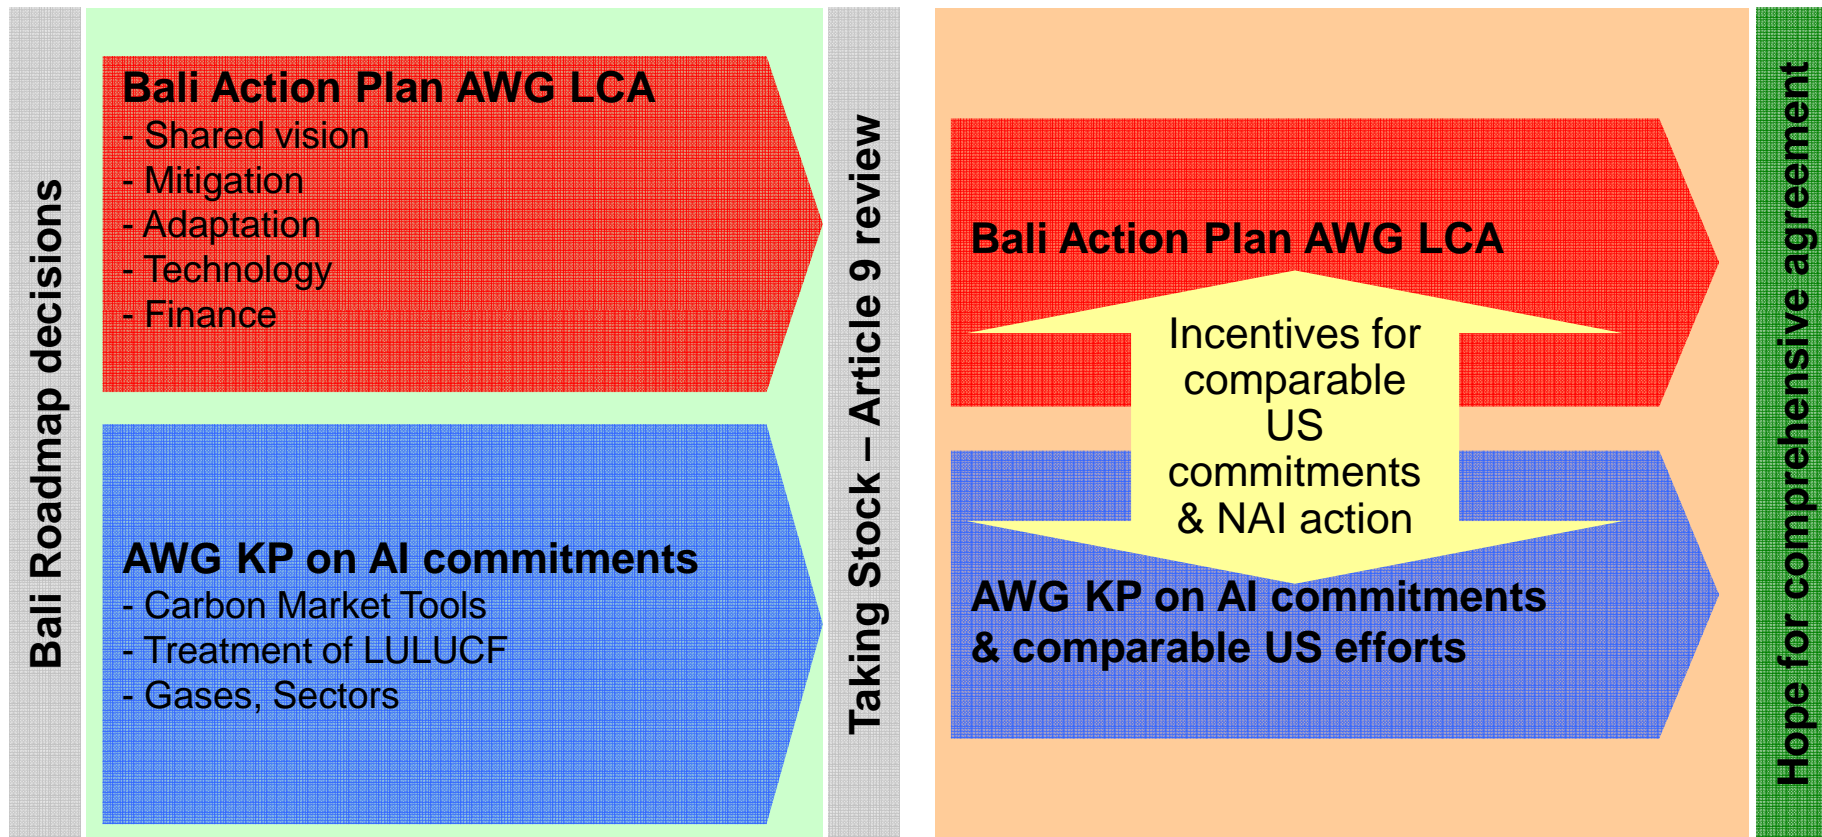 Bali Roadmap decisions
Bali Action Plan AWG LCA
- Shared vision
- Mitigation
- Adaptation
- Technology
- Finance
AWG KP on AI commitments
- Carbon Market Tools
- Treatment of LULUCF
- Gases, Sectors
Taking Stock – Article 9 review
Bali Action Plan AWG LCA
Incentives for
comparable
US
commitments
& NAI action
AWG KP on AI commitments
& comparable US efforts
Hope for comprehensive agreement